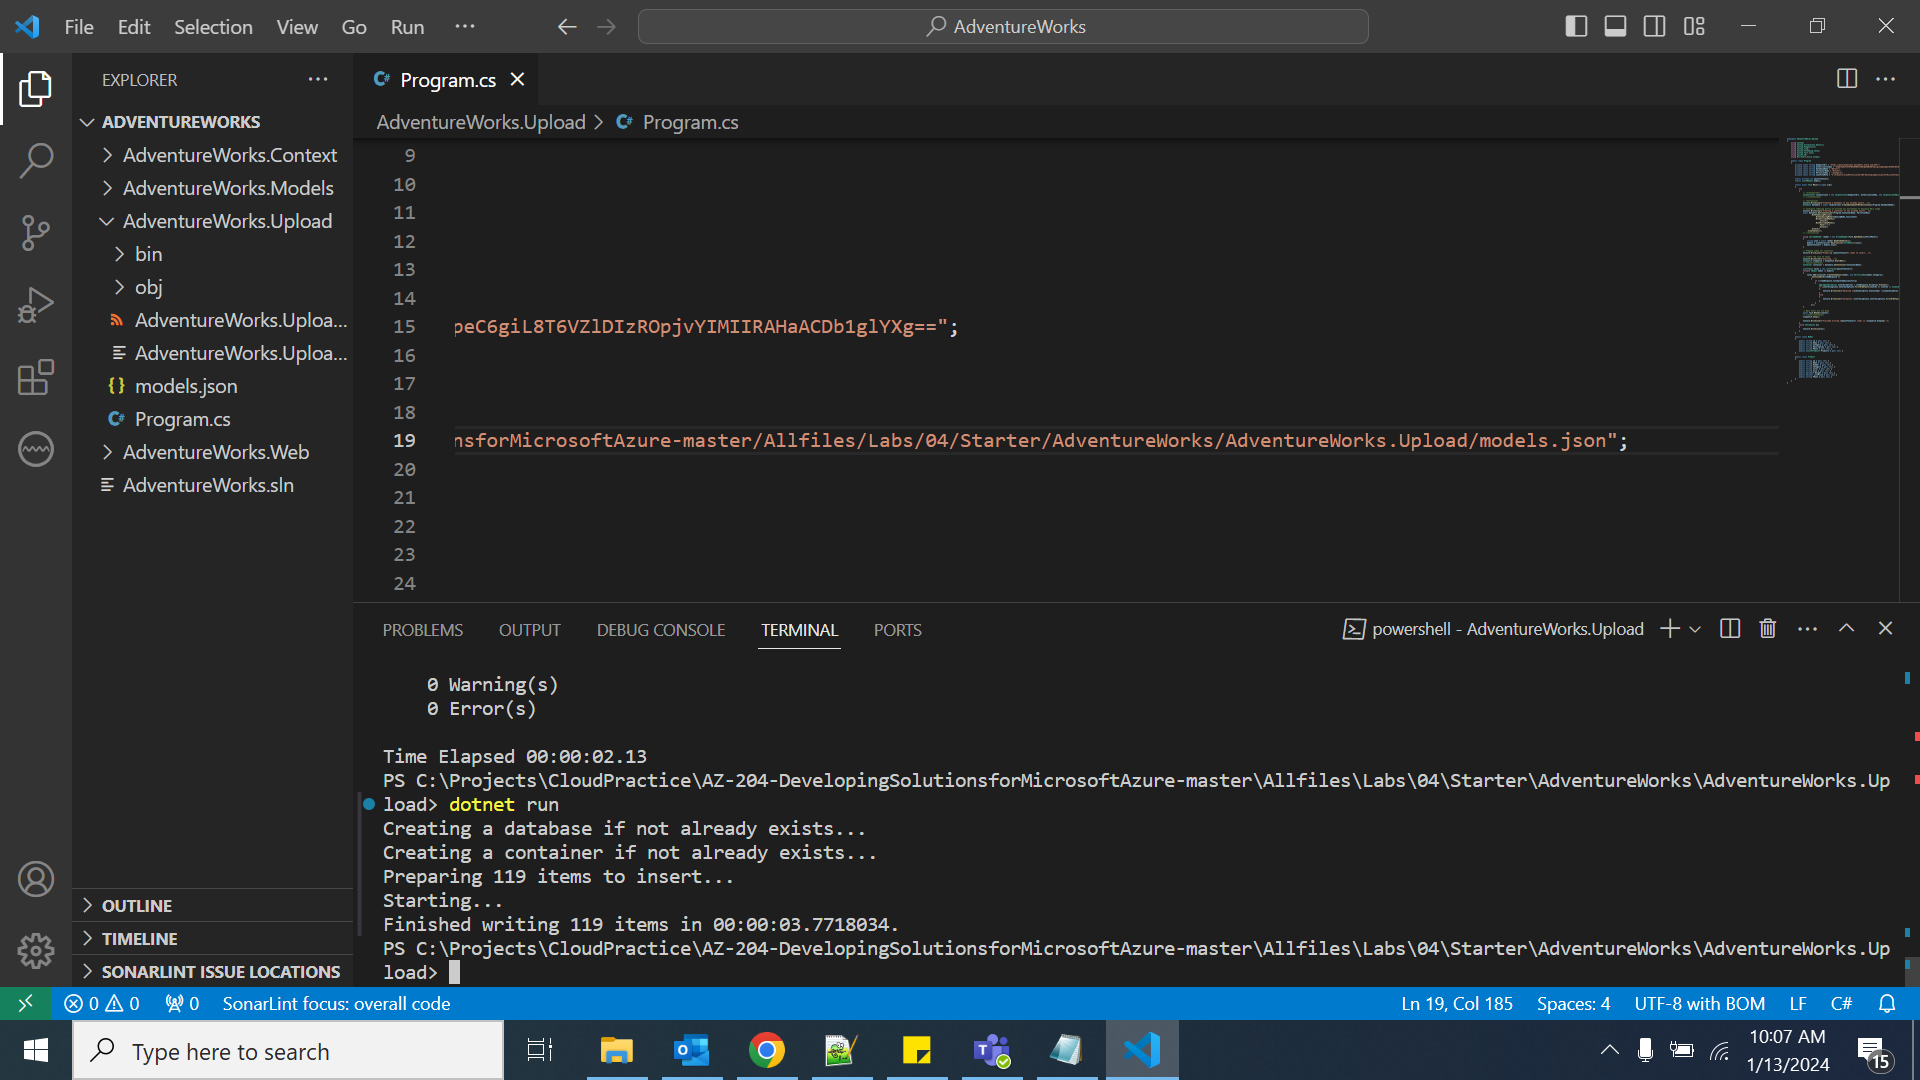 File Edit Selection View Go Run ···
AdventureWorks
EXPLORER
Program.cs
ADVENTUREWORKS
AdventureWorks.Context
AdventureWorks.Models
AdventureWorks.Upload
bin
obj
AdventureWorks.Uploa...
AdventureWorks.Uploa...
models.json
Program.cs
AdventureWorks.Web
AdventureWorks.sln
OUTLINE
TIMELINE
SONARLINT ISSUE LOCATIONS
AdventureWorks.Upload > Program.cs
9
10
11
12
13
14
15 peC6giL8T6VZlDIzROpjvYIMIIRAHaACDb1glYXg==";
16
17
18
19 nsforMicrosoftAzure-master/Allfiles/Labs/04/Starter/AdventureWorks/AdventureWorks.Upload/models.json";
20
21
22
23
24
PROBLEMS OUTPUT DEBUG CONSOLE TERMINAL PORTS
powershell - AdventureWorks.Upload
0 Warning(s)
0 Error(s)
Time Elapsed 00:00:02.13
PS C:\Projects\CloudPractice\AZ-204-DevelopingSolutionsforMicrosoftAzure-master\Allfiles\Labs\04\Starter\AdventureWorks\AdventureWorks.Up
load> dotnet run
Creating a database if not already exists...
Creating a container if not already exists...
Preparing 119 items to insert...
Starting...
Finished writing 119 items in 00:00:03.7718034.
PS C:\Projects\CloudPractice\AZ-204-DevelopingSolutionsforMicrosoftAzure-master\Allfiles\Labs\04\Starter\AdventureWorks\AdventureWorks.Up
load>
0 0 0 SonarLint focus: overall code
Ln 19, Col 185 Spaces: 4 UTF-8 with BOM LF C#
Type here to search
10:07 AM
1/13/2024
15